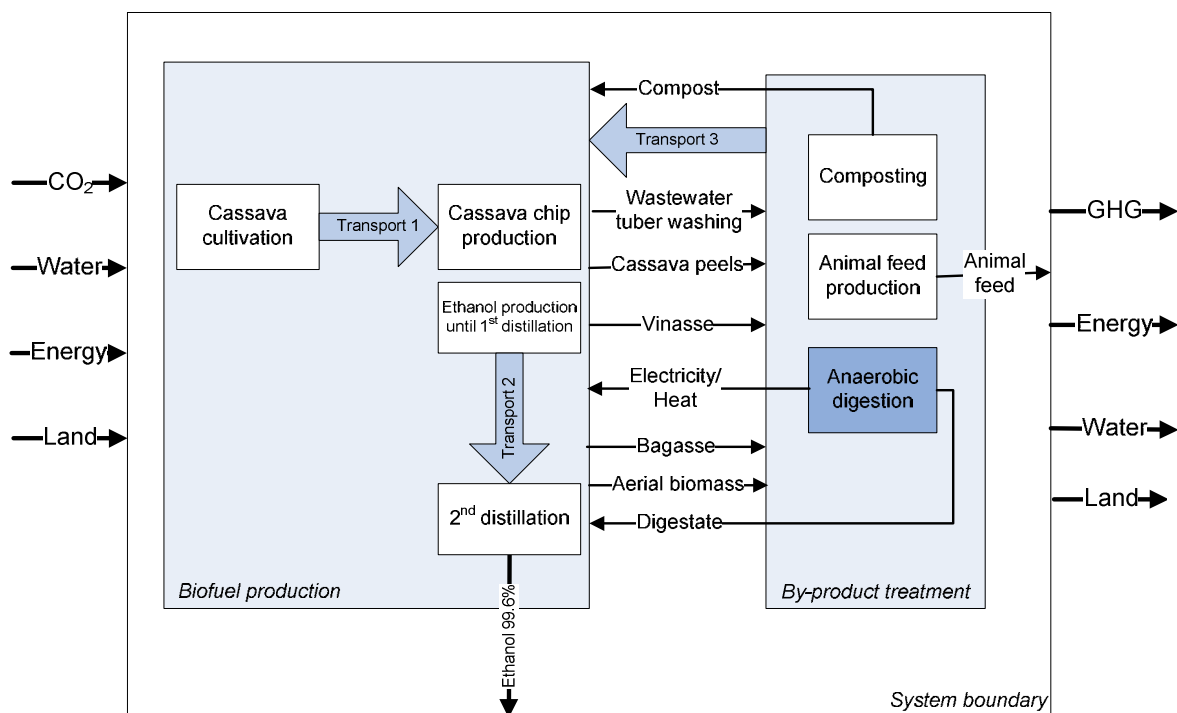 Compost
Transport 3
CO₂
Cassava
cultivation
Transport 1
Cassava chip
production
Wastewater
tuber washing
Composting
GHG
Water
Cassava peels
Animal feed
production
Animal
feed
Ethanol production
until 1st distillation
Vinasse
Energy
Energy
Transport 2
Electricity/
Heat
Anaerobic
digestion
Land
Bagasse
Water
Aerial biomass
2nd distillation
Digestate
Land
Biofuel production
By-product treatment
Ethanol 99.6%
System boundary